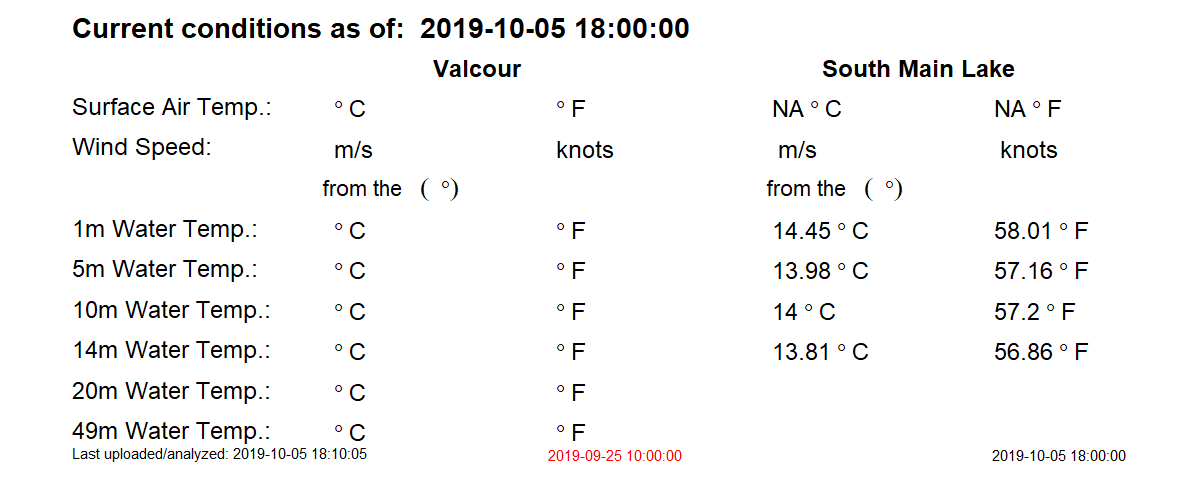 Current conditions as of: 2019-10-05 18:00:00
Valcour South Main Lake
Surface Air Temp.: ° C ° F NA ° C NA ° F
Wind Speed: m/s knots m/s knots
from the ( °) from the ( °)
1m Water Temp.: ° C ° F 14.45 ° C 58.01 ° F
5m Water Temp.: ° C ° F 13.98 ° C 57.16 ° F
10m Water Temp.: ° C ° F 14 ° C 57.2 ° F
14m Water Temp.: ° C ° F 13.81 ° C 56.86 ° F
20m Water Temp.: ° C ° F
49m Water Temp.: ° C ° F
Last uploaded/analyzed: 2019-10-05 18:10:05 2019-09-25 10:00:00 2019-10-05 18:00:00